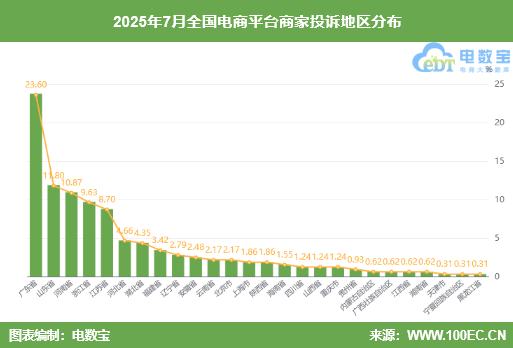 2025年7月全国电商平台商家投诉地区分布
电数宝
电商大数据库
EDT
%
25
20
15
10
5
0
23.60
11.80
10.87
9.63
8.70
4.66
4.35
3.42
2.79
2.48
2.17
2.17
1.86
1.86
1.55
1.24
1.24
1.24
0.93
0.62
0.62
0.62
0.62
0.31
0.31
0.31
广东省
山东省
河南省
浙江省
江苏省
河北省
湖北省
福建省
辽宁省
安徽省
云南省
北京市
上海市
陕西省
海南省
四川省
山西省
重庆市
贵州省
内蒙古自治区
广西壮族自治区
江西省
湖南省
天津市
宁夏回族自治区
黑龙江省
图表编制：电数宝
来源：WWW.100EC.CN